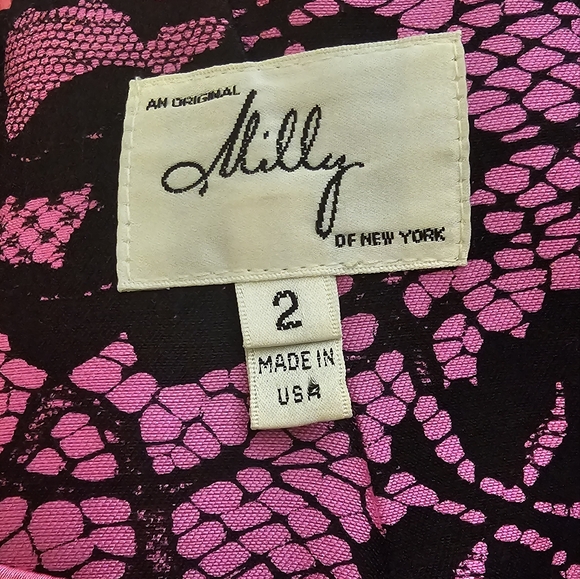 AN ORIGINAL
Milly
OF NEW YORK
2
MADE IN
USA